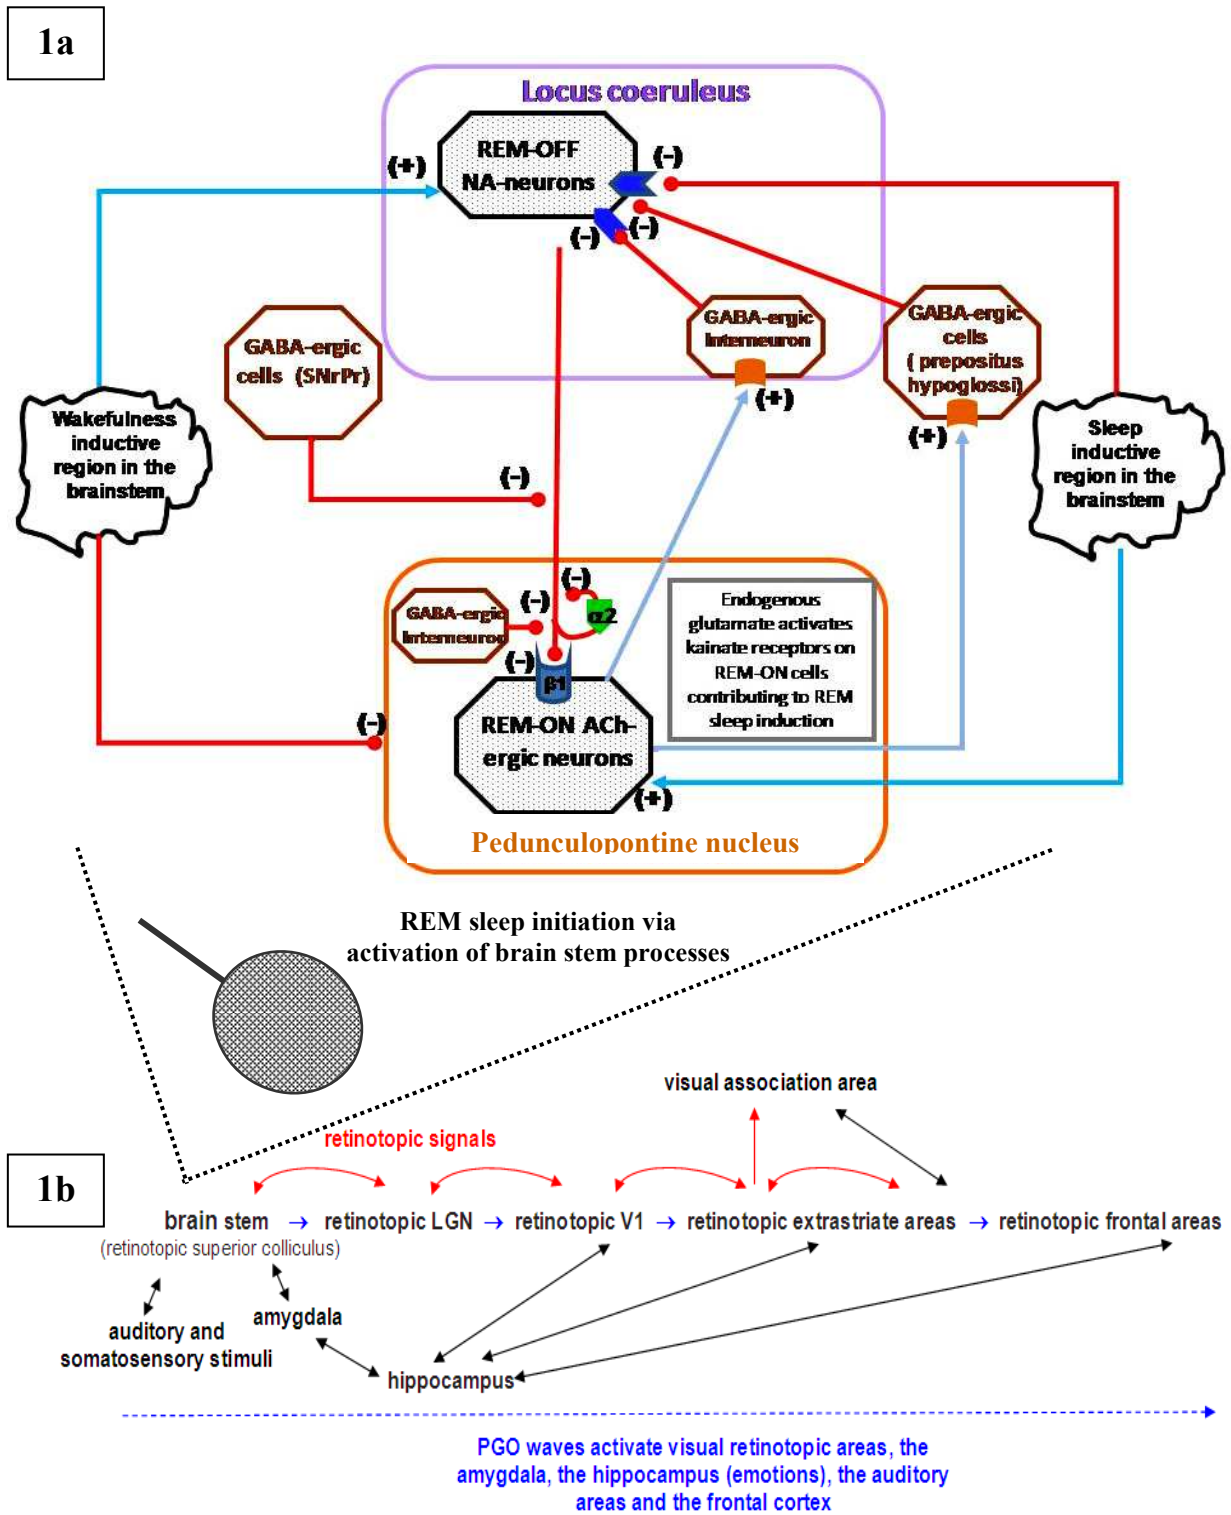 1a
Locus coeruleus
REM-OFF
NA-neurons
(+)
(-)
(-)
(-)
GABA-ergic
cells (SNrPr)
GABA-ergic
Interneuron
(+)
GABA-ergic
cells
( prepositus
hypoglossi)
(+)
Wakefulness
inductive
region in the
brainstem
Sleep
inductive
region in the
brainstem
(-)
(-)
(-)
(-)
α2
GABA-ergic
Interneuron
(-)
β1
Endogenous
glutamate activates
kainate receptors on
REM-ON cells
contributing to REM
sleep induction
REM-ON ACh-
ergic neurons
(+)
Pedunculopontine nucleus
REM sleep initiation via
activation of brain stem processes
1b
visual association area
retinotopic signals
brain stem → retinotopic LGN → retinotopic V1 → retinotopic extrastriate areas → retinotopic frontal areas
(retinotopic superior colliculus)
amygdala
auditory and
somatosensory stimuli
hippocampus
PGO waves activate visual retinotopic areas, the
amygdala, the hippocampus (emotions), the auditory
areas and the frontal cortex